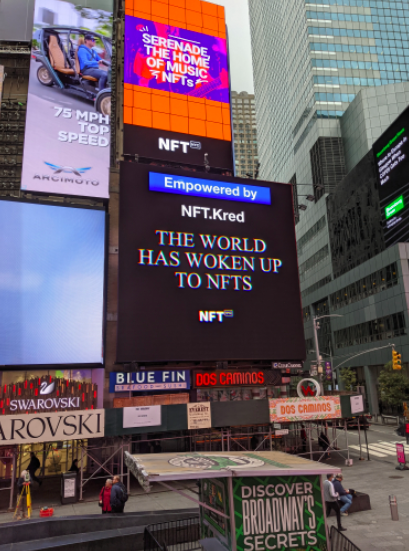 SERENADE,
THE HOME
OF MUSIC
NFTs
75 MPH
TOP
SPEED
ARCIMOTO
NFT
Empowered by
NFT.Kred
THE WORLD
HAS WOKEN UP
TO NFTS
NFT
BLUE FIN
DOS CAMINOS
SWAROVSKI
AROVSKI
DOS CAMINOS
DISCOVER
BROADWAY'S
SECRETS